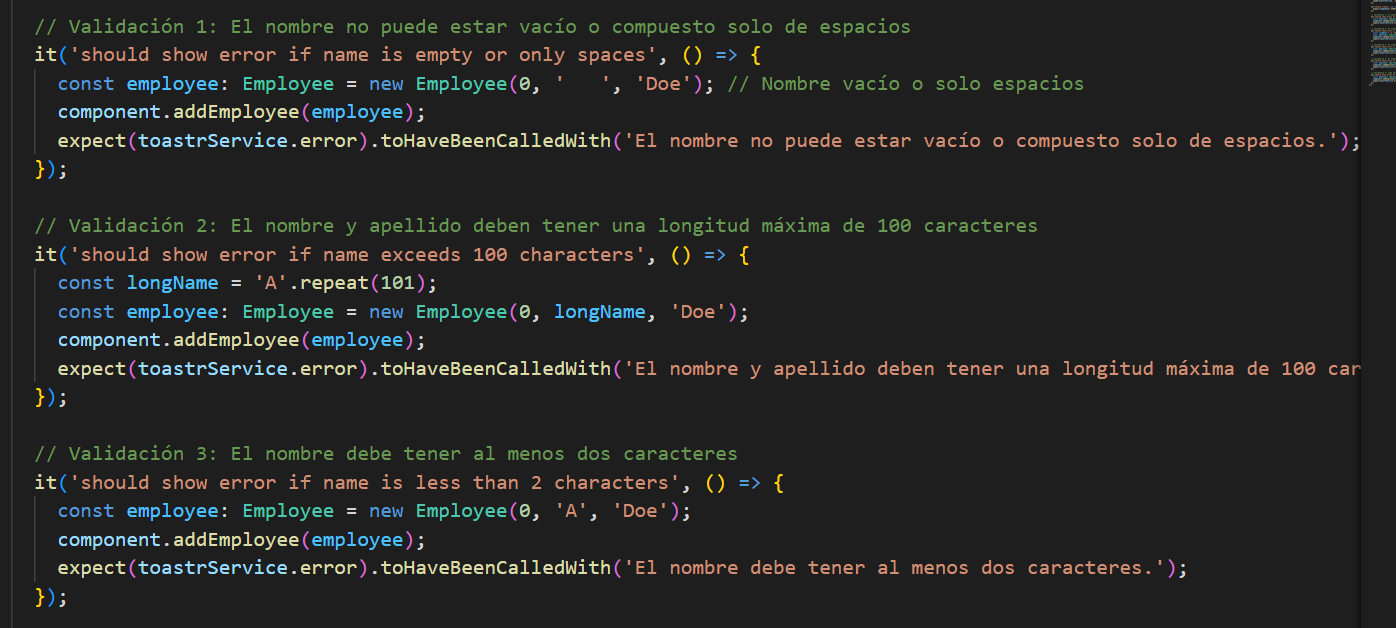 // Validación 1: El nombre no puede estar vacío o compuesto solo de espacios
it('should show error if name is empty or only spaces', () => {
  const employee: Employee = new Employee(0, '   ', 'Doe'); // Nombre vacío o solo espacios
  component.addEmployee(employee);
  expect(toastrService.error).toHaveBeenCalledWith('El nombre no puede estar vacío o compuesto solo de espacios.');
});

// Validación 2: El nombre y apellido deben tener una longitud máxima de 100 caracteres
it('should show error if name exceeds 100 characters', () => {
  const longName = 'A'.repeat(101);
  const employee: Employee = new Employee(0, longName, 'Doe');
  component.addEmployee(employee);
  expect(toastrService.error).toHaveBeenCalledWith('El nombre y apellido deben tener una longitud máxima de 100 car
});

// Validación 3: El nombre debe tener al menos dos caracteres
it('should show error if name is less than 2 characters', () => {
  const employee: Employee = new Employee(0, 'A', 'Doe');
  component.addEmployee(employee);
  expect(toastrService.error).toHaveBeenCalledWith('El nombre debe tener al menos dos caracteres.');
});